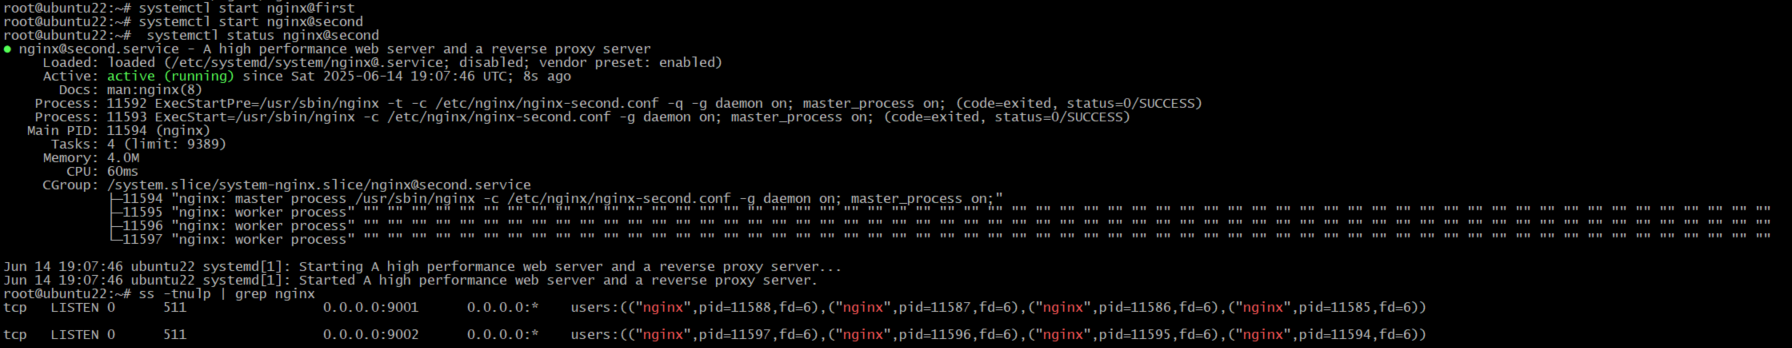 root@ubuntu22:~# systemctl start nginx@first
root@ubuntu22:~# systemctl start nginx@second
root@ubuntu22:~#  systemctl status nginx@second
● nginx@second.service - A high performance web server and a reverse proxy server
     Loaded: loaded (/etc/systemd/system/nginx@.service; disabled; vendor preset: enabled)
     Active: active (running) since Sat 2025-06-14 19:07:46 UTC; 8s ago
       Docs: man:nginx(8)
    Process: 11592 ExecStartPre=/usr/sbin/nginx -t -c /etc/nginx/nginx-second.conf -q -g daemon on; master_process on; (code=exited, status=0/SUCCESS)
    Process: 11593 ExecStart=/usr/sbin/nginx -c /etc/nginx/nginx-second.conf -g daemon on; master_process on; (code=exited, status=0/SUCCESS)
   Main PID: 11594 (nginx)
      Tasks: 4 (limit: 9389)
     Memory: 4.0M
        CPU: 60ms
     CGroup: /system.slice/system-nginx.slice/nginx@second.service
             ├─11594 "nginx: master process /usr/sbin/nginx -c /etc/nginx/nginx-second.conf -g daemon on; master_process on;"
             ├─11595 "nginx: worker process" "" "" "" "" "" "" "" "" "" "" "" "" "" "" "" "" "" "" "" "" "" "" "" "" "" "" "" "" "" "" "" "" "" "" "" "" "" "" "" "" "" "" "" "" "" "" "" "" "" "" "" "" "" "" "" "" "" "" ""
             ├─11596 "nginx: worker process" "" "" "" "" "" "" "" "" "" "" "" "" "" "" "" "" "" "" "" "" "" "" "" "" "" "" "" "" "" "" "" "" "" "" "" "" "" "" "" "" "" "" "" "" "" "" "" "" "" "" "" "" "" "" "" "" "" "" ""
             └─11597 "nginx: worker process" "" "" "" "" "" "" "" "" "" "" "" "" "" "" "" "" "" "" "" "" "" "" "" "" "" "" "" "" "" "" "" "" "" "" "" "" "" "" "" "" "" "" "" "" "" "" "" "" "" "" "" "" "" "" "" "" "" "" ""
Jun 14 19:07:46 ubuntu22 systemd[1]: Starting A high performance web server and a reverse proxy server...
Jun 14 19:07:46 ubuntu22 systemd[1]: Started A high performance web server and a reverse proxy server.
root@ubuntu22:~# ss -tnulp | grep nginx
tcp   LISTEN 0      511                 0.0.0.0:9001      0.0.0.0:*    users:(("nginx",pid=11588,fd=6),("nginx",pid=11587,fd=6),("nginx",pid=11586,fd=6),("nginx",pid=11585,fd=6))
tcp   LISTEN 0      511                 0.0.0.0:9002      0.0.0.0:*    users:(("nginx",pid=11597,fd=6),("nginx",pid=11596,fd=6),("nginx",pid=11595,fd=6),("nginx",pid=11594,fd=6))